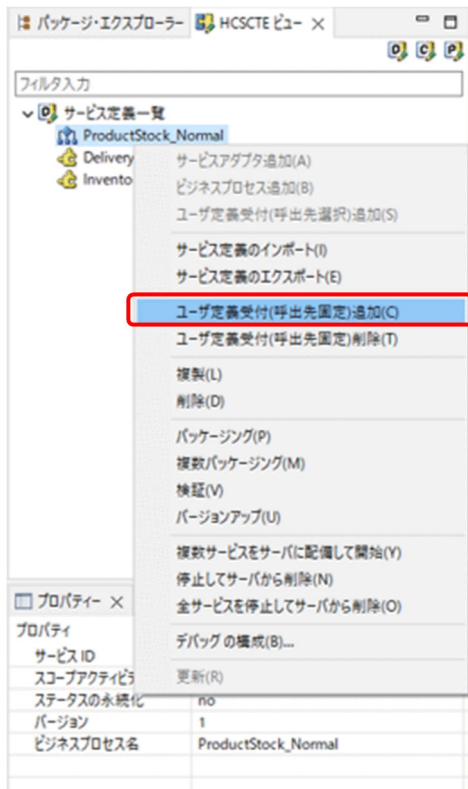 パッケージ・エクスプローラー HCSCTE ビュー
フィルタ入力
サービス定義一覧
ProductStock_Normal
Delivery
Invento
サービスアダプタ追加(A)
ビジネスプロセス追加(B)
ユーザ定義受付(呼出先選択)追加(S)
サービス定義のインポート(I)
サービス定義のエクスポート(E)
ユーザ定義受付(呼出先固定)追加(C)
ユーザ定義受付(呼出先固定)削除(T)
複製(L)
削除(D)
パッケージング(P)
複数パッケージング(M)
検証(V)
バージョンアップ(U)
複数サービスをサーバに配備して開始(Y)
停止してサーバから削除(N)
全サービスを停止してサーバから削除(O)
デバッグ の構成(B)...
更新(R)
プロパティー
プロパティ
サービス ID
スコープアクティビテ
ステータスの永続化 no
バージョン 1
ビジネスプロセス名 ProductStock_Normal